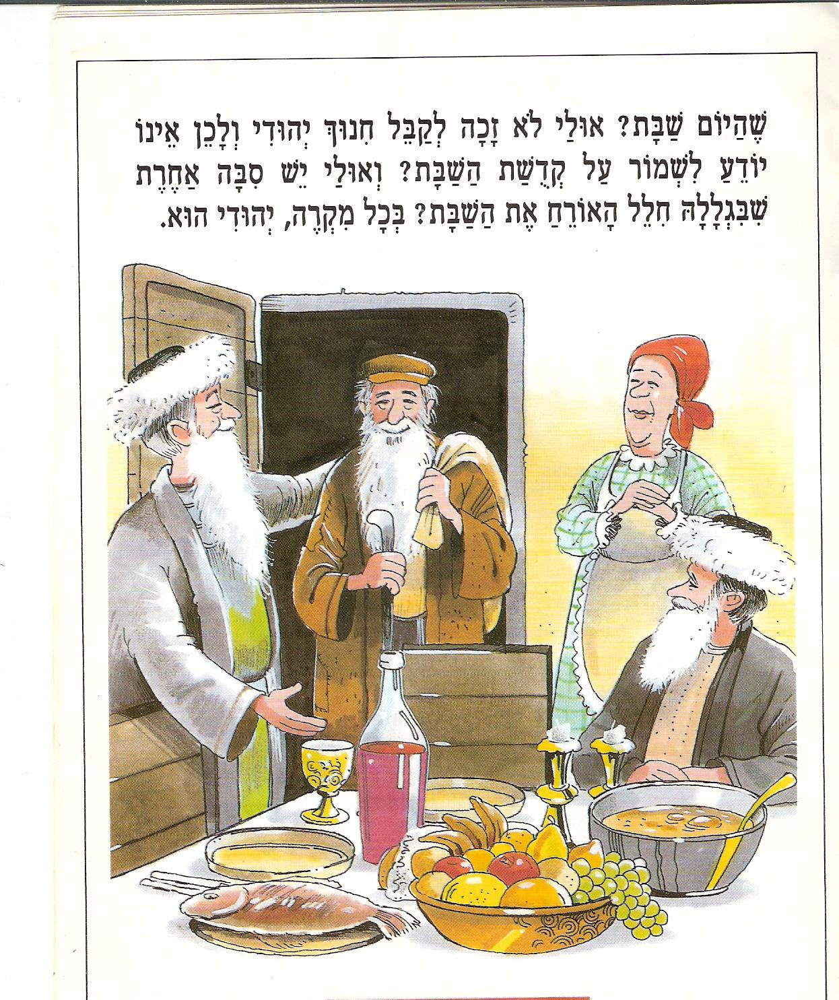 שֶׁהַיּוֹם שַׁבָּת? אוּלַי לֹא זָכָה לְקַבֵּל חִנּוּךְ יְהוּדִי וְלָכֵן אֵינוֹ
יוֹדֵעַ לִשְׁמוֹר עַל קְדֻשַּׁת הַשַּׁבָּת? וְאוּלַי יֵשׁ סִבָּה אַחֶרֶת
שֶׁבִּגְלָלָהּ חִלֵּל הָאוֹרֵחַ אֶת הַשַּׁבָּת? בְּכָל מִקְרֶה, יְהוּדִי הוּא.